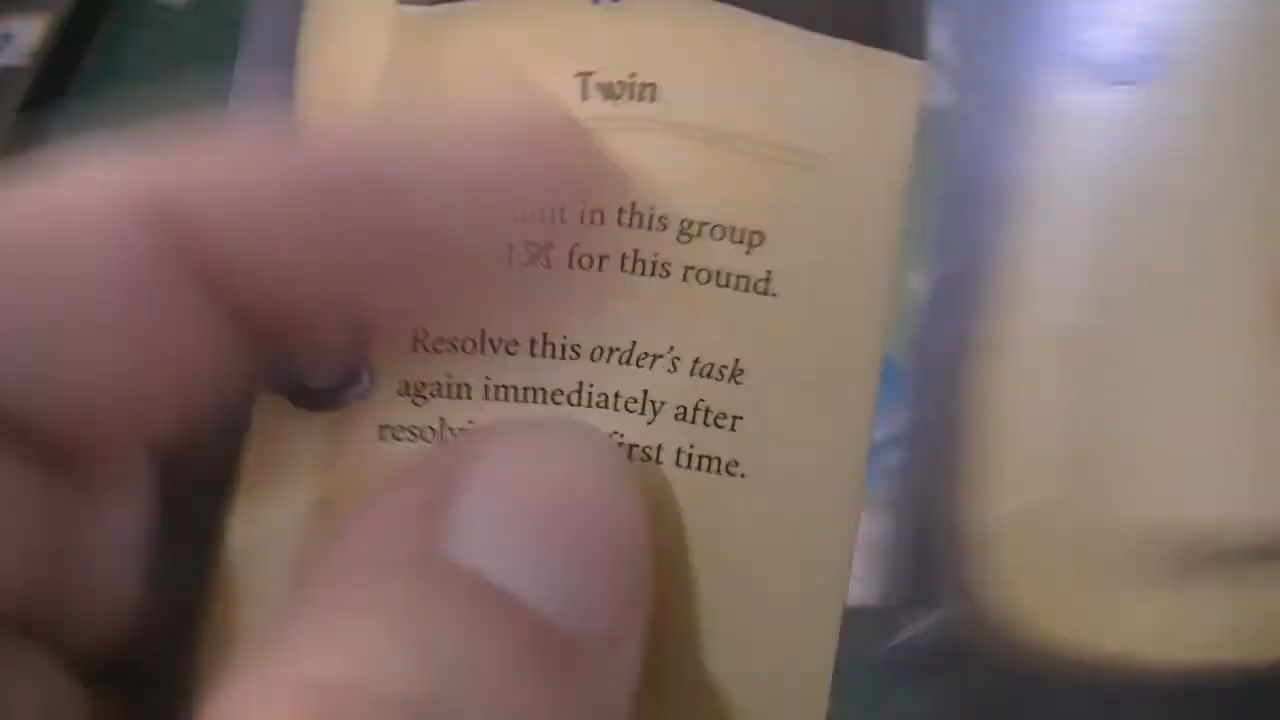 Twin
in this group
for this round.
Resolve this order's task
again immediately after
first time.